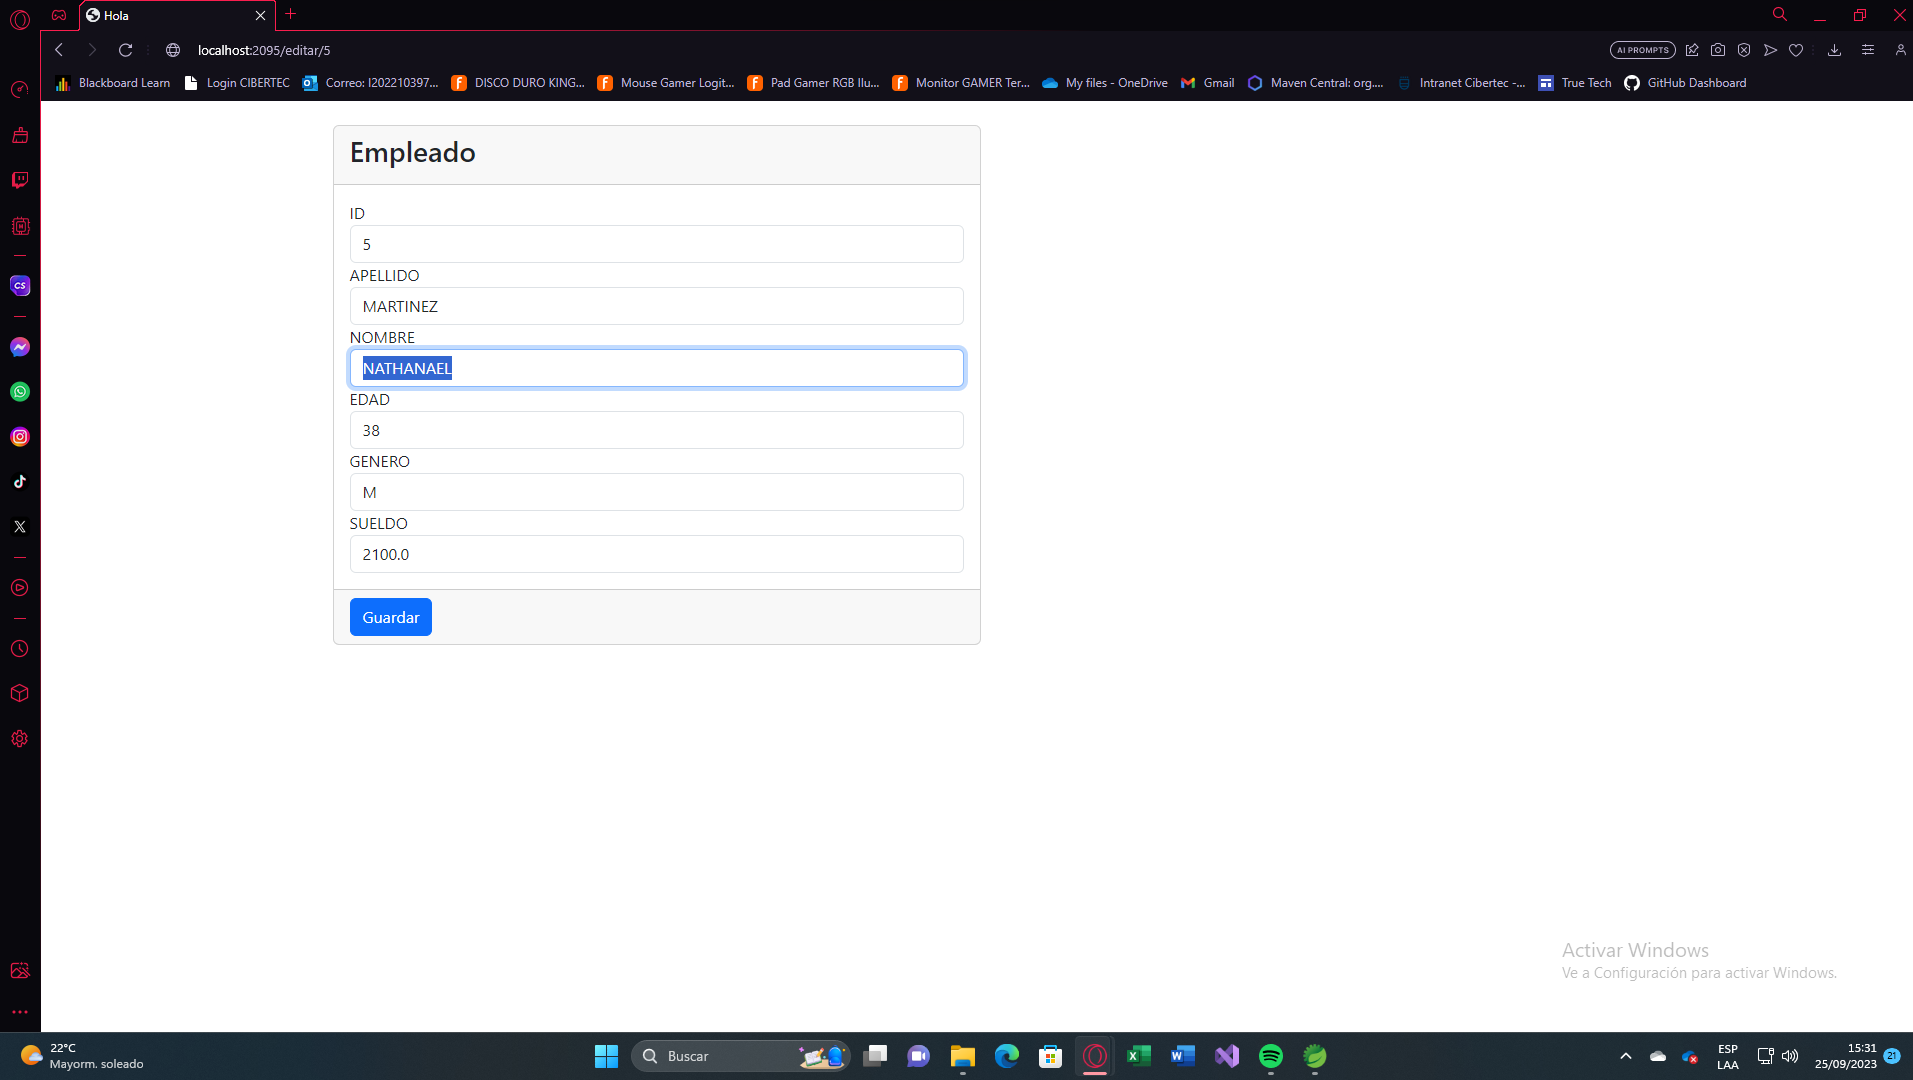 Hola
localhost:2095/editar/5
AI PROMPTS
Blackboard Learn
Login CIBERTEC
Correo: I202210397...
DISCO DURO KING...
Mouse Gamer Logit...
Pad Gamer RGB Ilu...
Monitor GAMER Ter...
My files - OneDrive
Gmail
Maven Central: org....
Intranet Cibertec -...
True Tech
GitHub Dashboard
Empleado
ID
5
APELLIDO
MARTINEZ
NOMBRE
NATHANAEL
EDAD
38
GENERO
M
SUELDO
2100.0
Guardar
Activar Windows
Ve a Configuración para activar Windows.
22°C
Mayorm. soleado
Buscar
ESP
LAA
15:31
25/09/2023
21